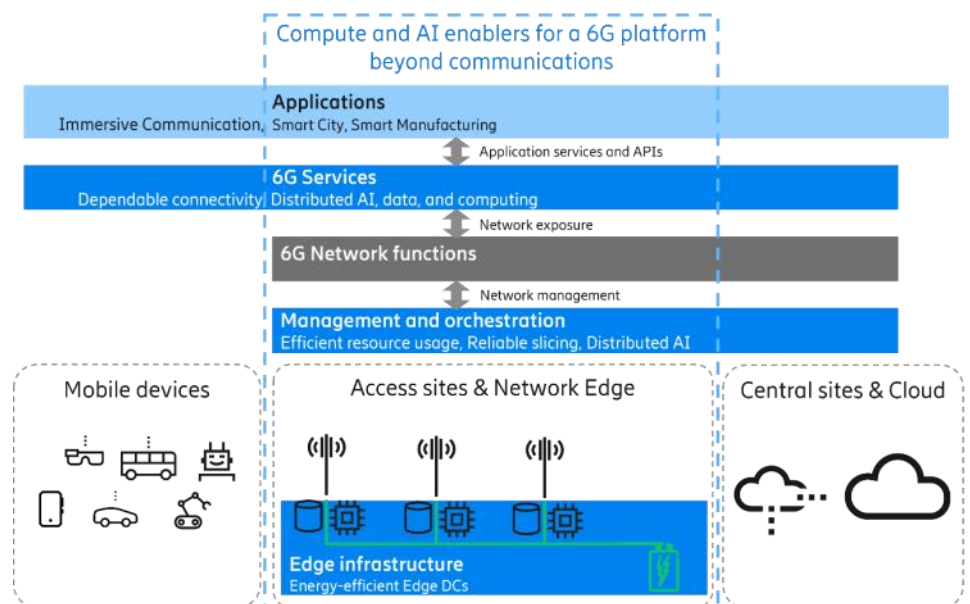 Compute and AI enablers for a 6G platform
beyond communications
Applications
Immersive Communication, Smart City, Smart Manufacturing
Application services and APIs
6G Services
Dependable connectivity Distributed AI, data, and computing
Network exposure
6G Network functions
Network management
Management and orchestration
Efficient resource usage, Reliable slicing, Distributed AI
Mobile devices
Access sites & Network Edge
Central sites & Cloud
Edge infrastructure
Energy-efficient Edge DCs